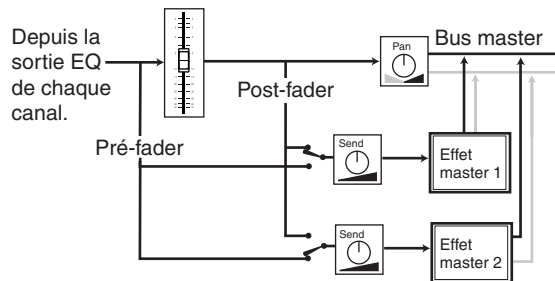 Depuis la
sortie EQ
de chaque
canal.
Pan
Bus master
Post-fader
Pré-fader
Send
Effet
master 1
Send
Effet
master 2